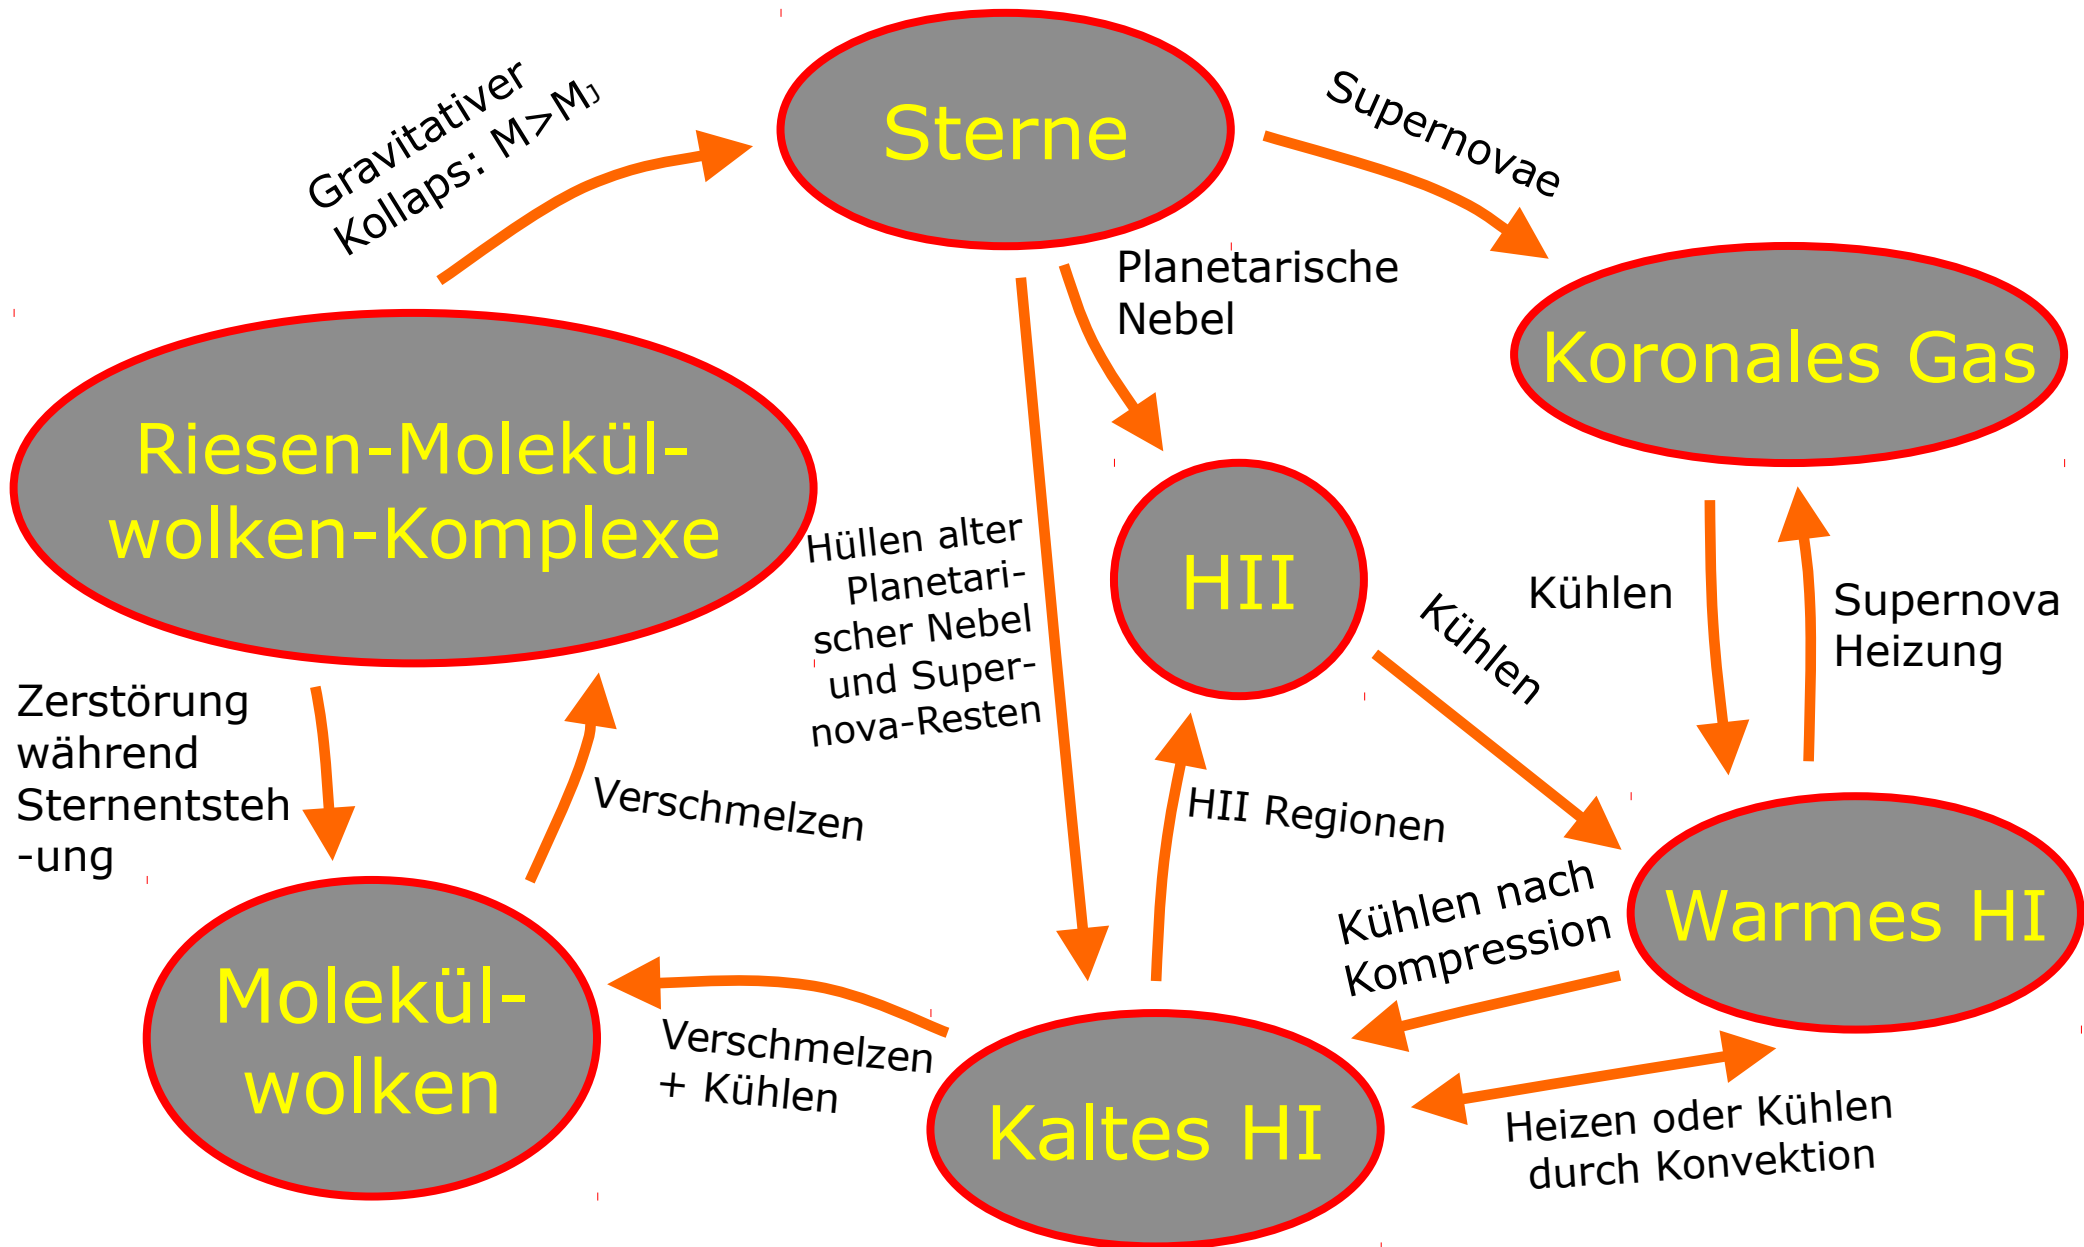 Gravitativer
Kollaps: M>MJ
Sterne
Supernovae
Planetarische
Nebel
Koronales Gas
Riesen-Molekül-
wolken-Komplexe
Hüllen alter
Planetari-
scher Nebel
und Super-
nova-Resten
HII
Kühlen
Kühlen
Supernova
Heizung
Zerstörung
während
Sternentsteh
-ung
Verschmelzen
HII Regionen
Kühlen nach
Kompression
Warmes HI
Molekül-
wolken
Verschmelzen
+ Kühlen
Kaltes HI
Heizen oder Kühlen
durch Konvektion